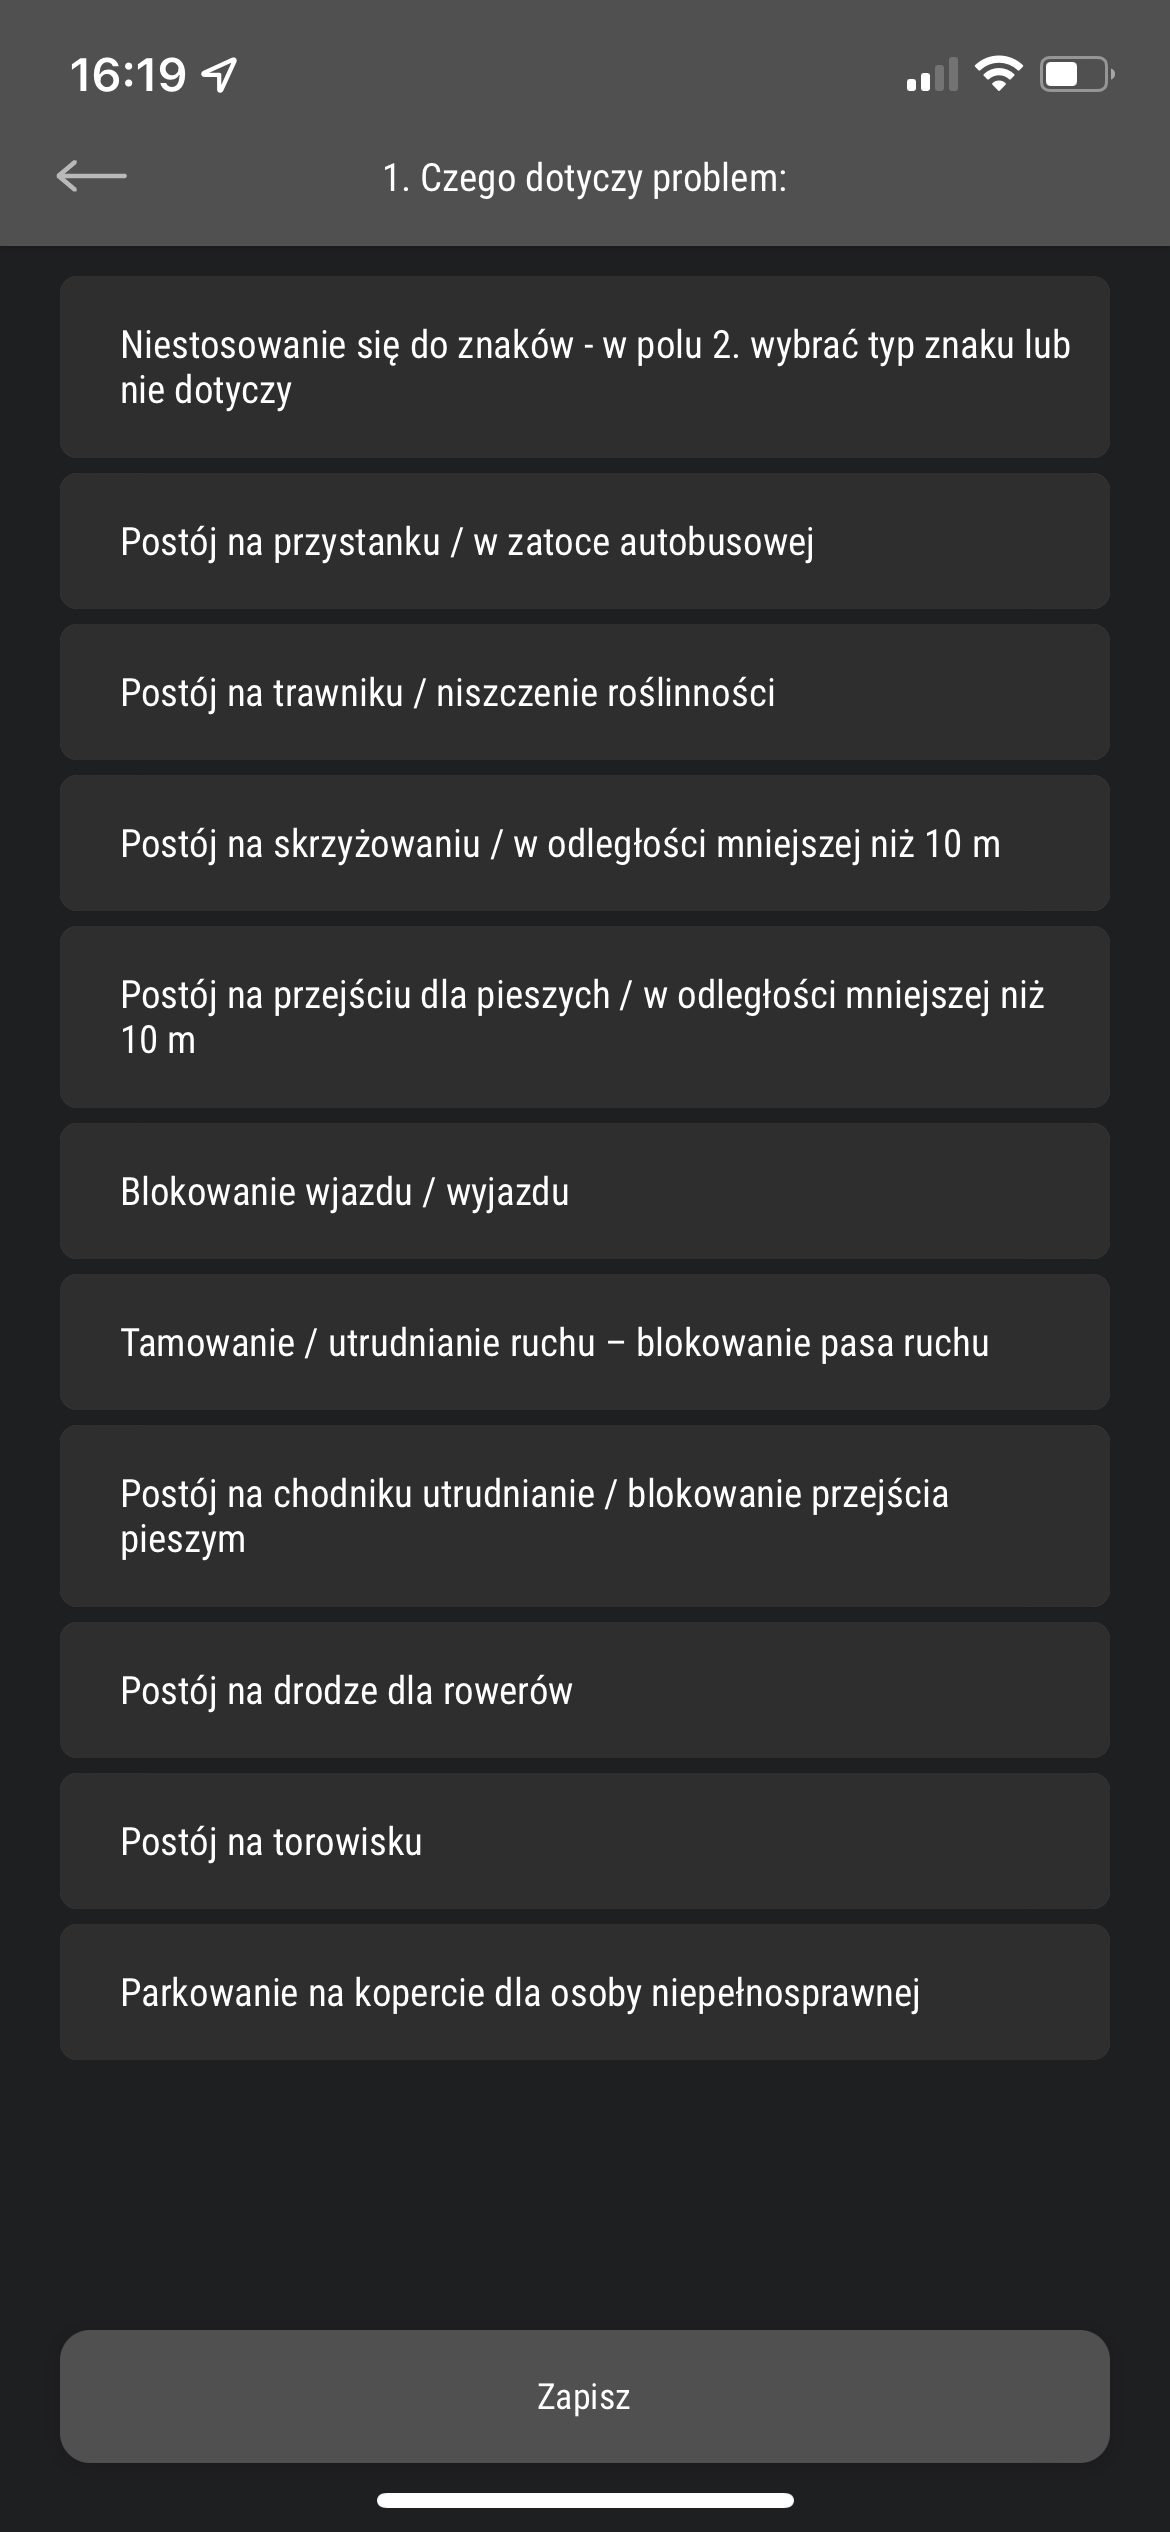 16:19
1. Czego dotyczy problem:
Niestosowanie się do znaków - w polu 2. wybrać typ znaku lub
nie dotyczy
Postój na przystanku / w zatoce autobusowej
Postój na trawniku / niszczenie roślinności
Postój na skrzyżowaniu / w odległości mniejszej niż 10 m
Postój na przejściu dla pieszych / w odległości mniejszej niż
10 m
Blokowanie wjazdu / wyjazdu
Tamowanie / utrudnianie ruchu – blokowanie pasa ruchu
Postój na chodniku utrudnianie / blokowanie przejścia
pieszym
Postój na drodze dla rowerów
Postój na torowisku
Parkowanie na kopercie dla osoby niepełnosprawnej
Zapisz